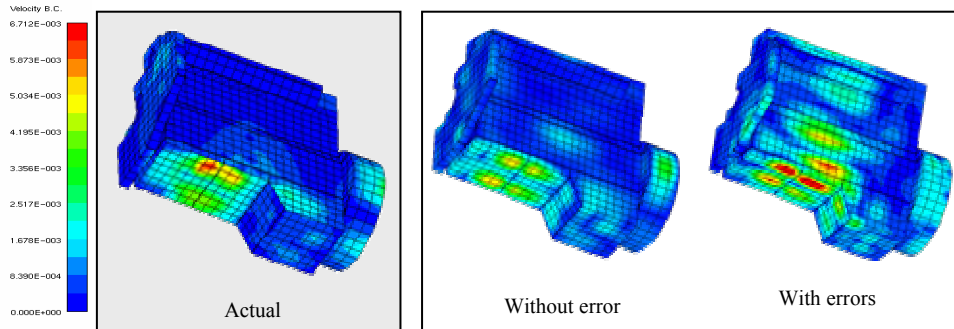 Velocity B.C.
6.712E-003
5.873E-003
5.034E-003
4.195E-003
3.356E-003
2.517E-003
1.678E-003
8.390E-004
0.000E+000
Actual
Without error
With errors